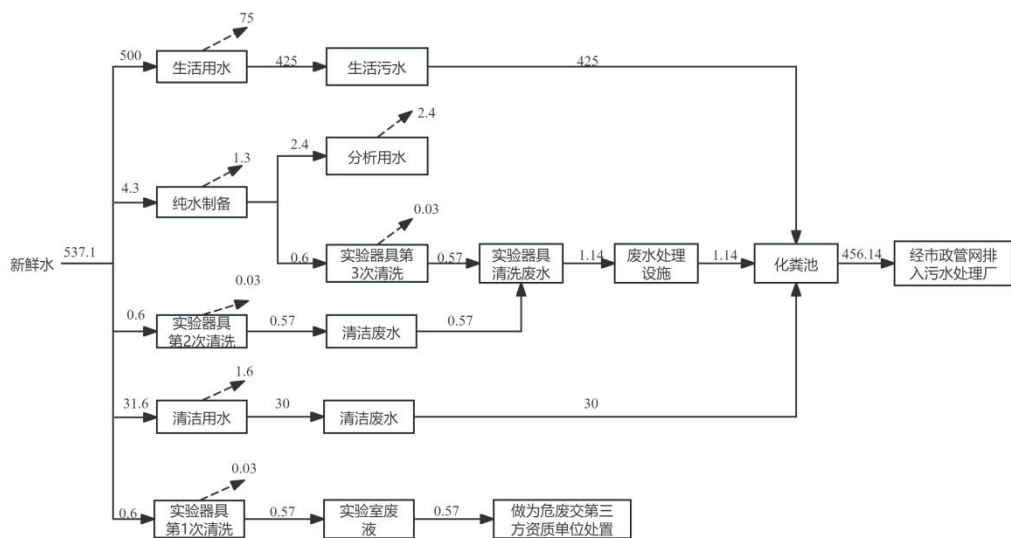 75
500
生活用水
425
生活污水
425
2.4
2.4
分析用水
1.3
4.3
纯水制备
0.03
0.6
实验器具第
3次清洗
0.57
实验器具
清洗废水
1.14
废水处理
设施
1.14
化粪池
456.14
经市政管网排
入污水处理厂
新鲜水
537.1
0.03
0.6
实验器具
第2次清洗
0.57
清洁废水
0.57
1.6
31.6
清洁用水
30
清洁废水
30
0.03
0.6
实验器具
第1次清洗
0.57
实验室废
液
0.57
做为危废交第三
方资质单位处置